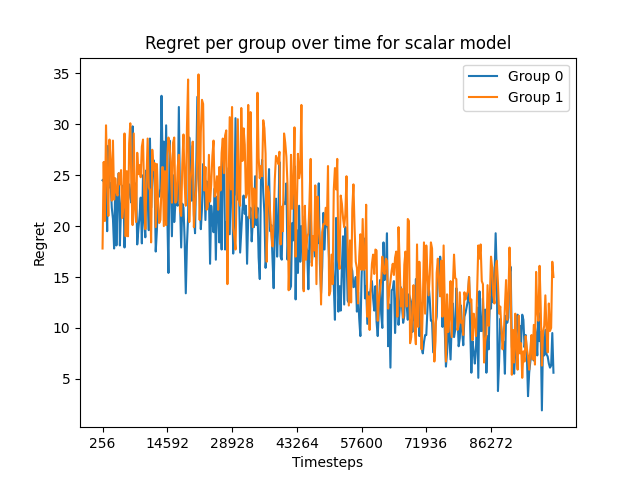 Regret per group over time for scalar model
Group 0
Group 1
35
30
25
20
15
10
5
Regret
256 14592 28928 43264 57600 71936 86272
Timesteps